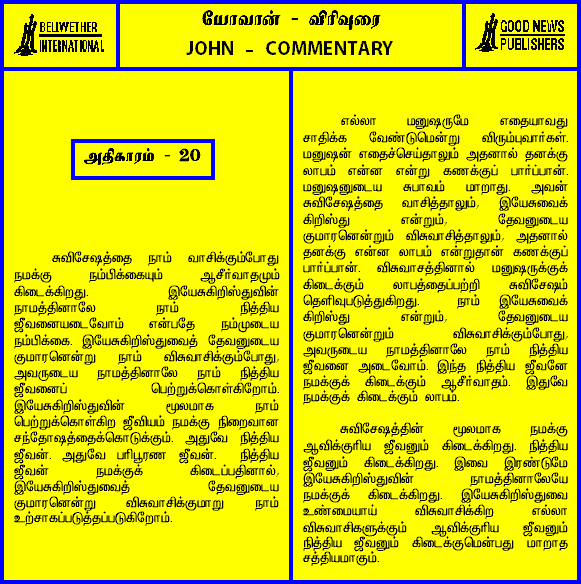 BELIWETHER
INTERNATIONAL
யோவான் - விரிவுரை
JOHN - COMMENTARY
GOOD NEWS
PUBLISHERS
அதிகாரம் - 20
சுவிசேஷத்தை நாம் வாசிக்கும்போது
நமக்கு நம்பிக்கையும் ஆசீர்வாதமும்
கிடைக்கிறது. இயேசுகிறிஸ்துவின்
நாமத்தினாலே நாம் நித்திய
ஜீவனையடைவோம் என்பதே நம்முடைய
நம்பிக்கை. இயேசுகிறிஸ்துவைத் தேவனுடைய
குமாரனென்று நாம் விசுவாசிக்கும்போது,
அவருடைய நாமத்தினாலே நாம் நித்திய
ஜீவனைப் பெற்றுக்கொள்கிறோம்.
இயேசுகிறிஸ்துவின் மூலமாக நாம்
பெற்றுக்கொள்கிற ஜீவியம் நமக்கு நிறைவான
சந்தோஷத்தைக்கொடுக்கும். அதுவே நித்திய
ஜீவன். அதுவே பரிபூரண ஜீவன். நித்திய
ஜீவன் நமக்குக் கிடைப்பதினால்,
இயேசுகிறிஸ்துவைத் தேவனுடைய
குமாரனென்று விசுவாசிக்குமாறு நாம்
உற்சாகப்படுத்தப்படுகிறோம்.
எல்லா மனுஷருமே எதையாவது
சாதிக்க வேண்டுமென்று விரும்புவார்கள்.
மனுஷன் எதைச்செய்தாலும் அதனால் தனக்கு
லாபம் என்ன என்று கணக்குப் பார்ப்பான்.
மனுஷனுடைய சுபாவம் மாறாது. அவன்
சுவிசேஷத்தை வாசித்தாலும், இயேசுவைக்
கிறிஸ்து என்றும், தேவனுடைய
குமாரனென்றும் விசுவாசித்தாலும், அதனால்
தனக்கு என்ன லாபம் என்றுதான் கணக்குப்
பார்ப்பான். விசுவாசத்தினால் மனுஷருக்குக்
கிடைக்கும் லாபத்தைப்பற்றி சுவிசேஷம்
தெளிவுபடுத்துகிறது. நாம் இயேசுவைக்
கிறிஸ்து என்றும், தேவனுடைய
குமாரனென்றும் விசுவாசிக்கும்போது,
அவருடைய நாமத்தினாலே நாம் நித்திய
ஜீவனை அடைவோம். இந்த நித்திய ஜீவனே
நமக்குக் கிடைக்கும் ஆசீர்வாதம். இதுவே
நமக்குக் கிடைக்கும் லாபம்.
சுவிசேஷத்தின் மூலமாக நமக்கு
ஆவிக்குரிய ஜீவனும் கிடைக்கிறது. நித்திய
ஜீவனும் கிடைக்கிறது. இவை இரண்டுமே
இயேசுகிறிஸ்துவின் நாமத்தினாலேயே
நமக்கு கிடைக்கிறது. இயேசுகிறிஸ்துவை
உண்மையாய் விசுவாசிக்கிற எல்லா
விசுவாசிகளுக்கும் ஆவிக்குரிய ஜீவனும்
நித்திய ஜீவனும் கிடைக்குமென்பது மாறாத
சத்தியமாகும்.